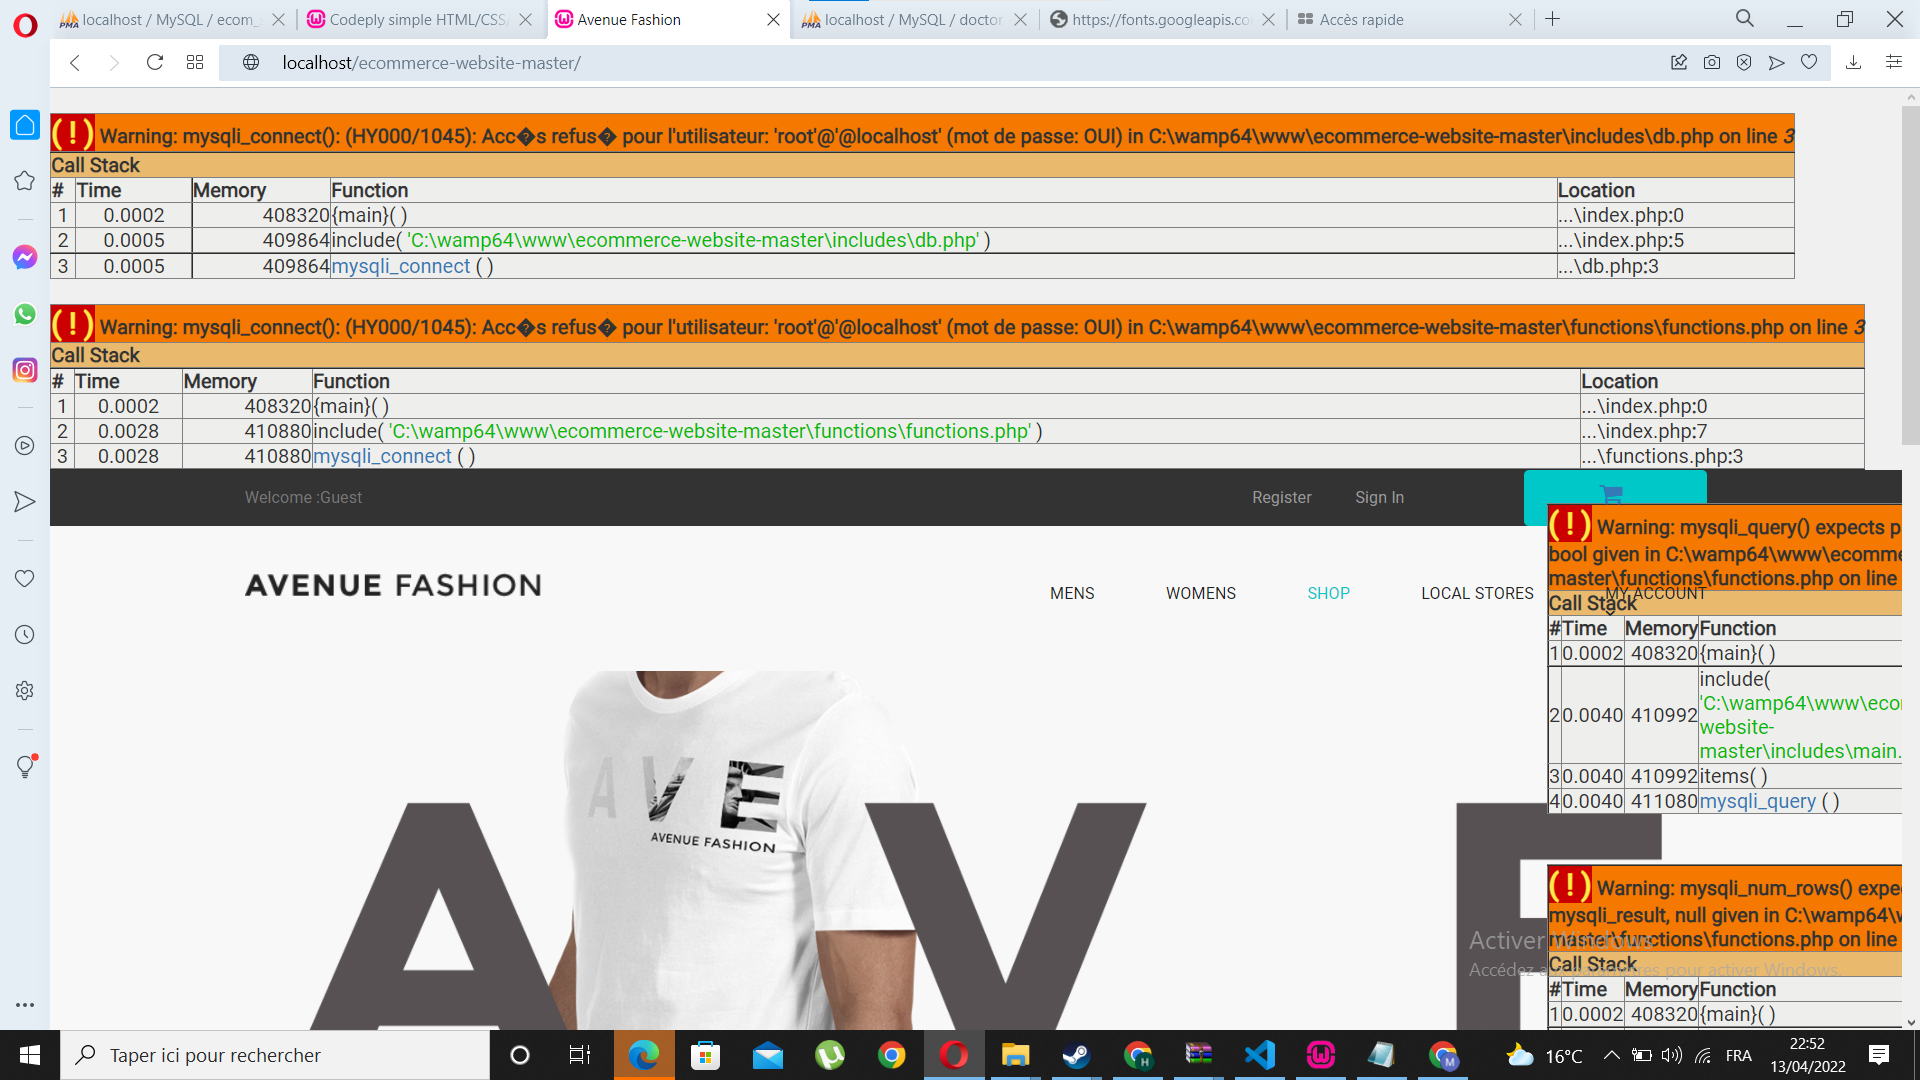 localhost / MySQL / ecom_
Codeply simple HTML/CSS/
Avenue Fashion
localhost / MySQL / doctor
https://fonts.googleapis.co
Accès rapide
localhost/ecommerce-website-master/
(!) Warning: mysqli_connect(): (HY000/1045): Acc�s refus� pour l'utilisateur: 'root'@'@localhost' (mot de passe: OUI) in C:\wamp64\www\ecommerce-website-master\includes\db.php on line 3
Call Stack
# Time Memory Function Location
1 0.0002 408320 {main}( ) ...\index.php:0
2 0.0005 409864 include( 'C:\wamp64\www\ecommerce-website-master\includes\db.php' ) ...\index.php:5
3 0.0005 409864 mysqli_connect ( ) ...\db.php:3
(!) Warning: mysqli_connect(): (HY000/1045): Acc�s refus� pour l'utilisateur: 'root'@'@localhost' (mot de passe: OUI) in C:\wamp64\www\ecommerce-website-master\functions\functions.php on line 3
Call Stack
# Time Memory Function Location
1 0.0002 408320 {main}( ) ...\index.php:0
2 0.0028 410880 include( 'C:\wamp64\www\ecommerce-website-master\functions\functions.php' ) ...\index.php:7
3 0.0028 410880 mysqli_connect ( ) ...\functions.php:3
Welcome :Guest Register Sign In
AVENUE FASHION
MENS WOMENS SHOP LOCAL STORES MY ACCOUNT
(!) Warning: mysqli_query() expects p
bool given in C:\wamp64\www\ecomme
master\functions\functions.php on line
Call Stack
# Time Memory Function
1 0.0002 408320 {main}( )
2 0.0040 410992 include(
'C:\wamp64\www\ecom
website-
master\includes\main.
3 0.0040 410992 items( )
4 0.0040 411080 mysqli_query ( )
AVE
AVENUE FASHION
A V E
(!) Warning: mysqli_num_rows() expe
mysqli_result, null given in C:\wamp64\w
master\functions\functions.php on line
Call Stack
# Time Memory Function
1 0.0002 408320 {main}( )
Activer Windows
Accédez aux paramètres pour activer Windows.
Taper ici pour rechercher
16°C
FRA
22:52
13/04/2022